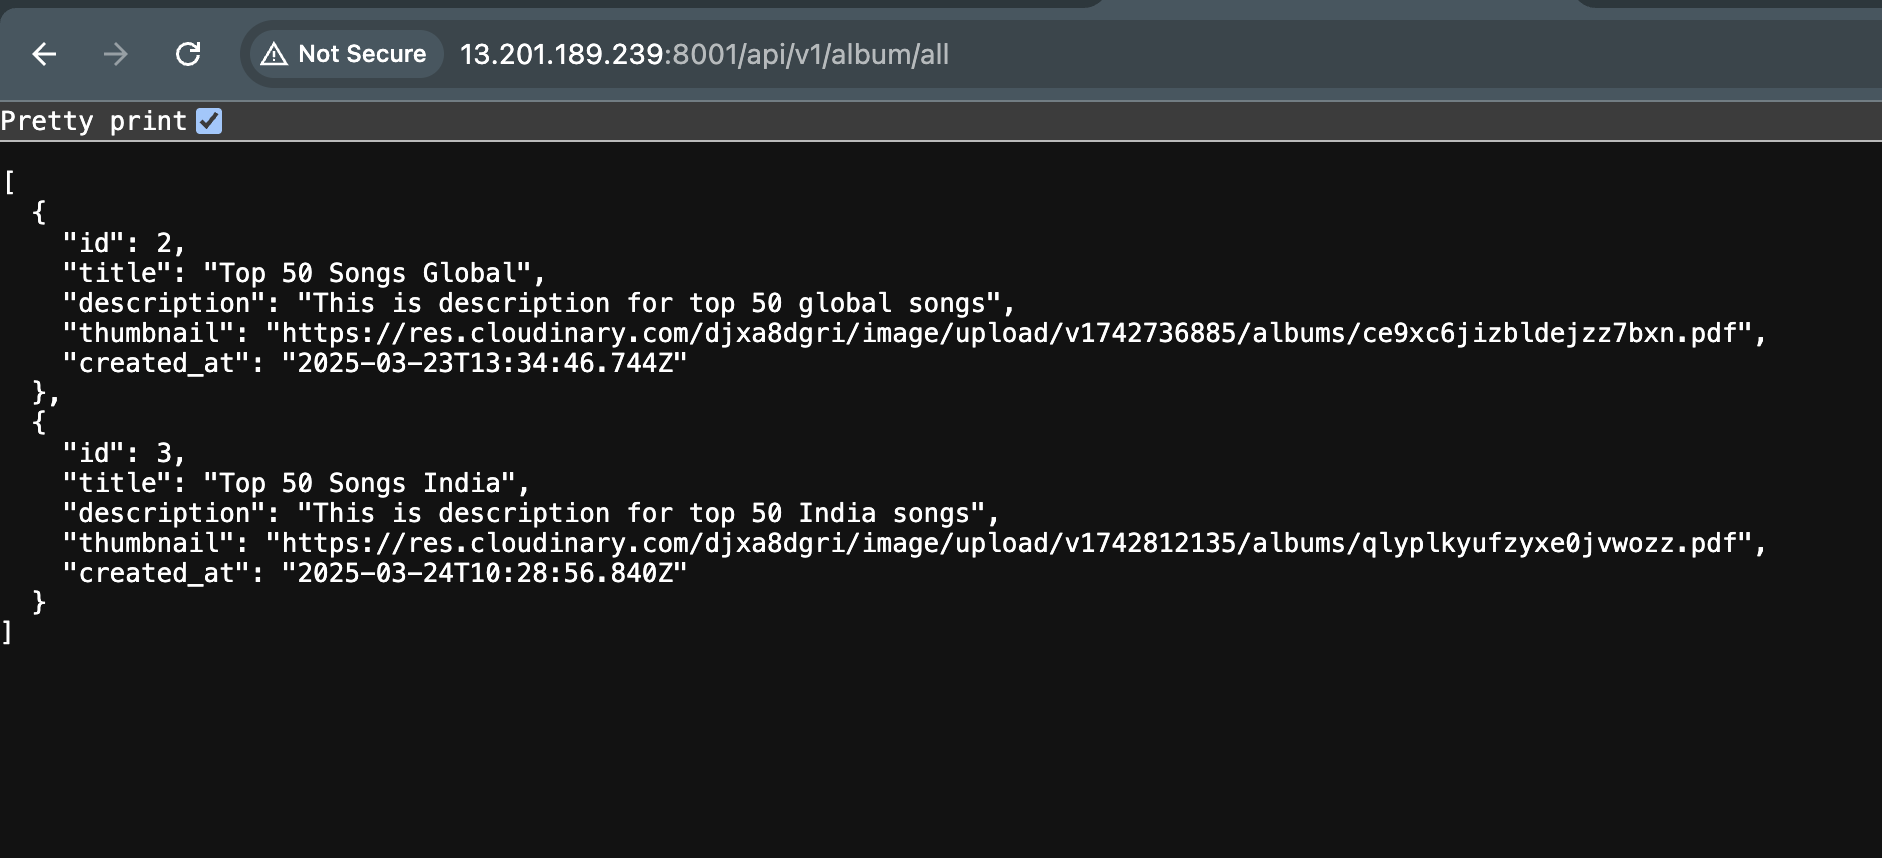 Not Secure 13.201.189.239:8001/api/v1/album/all
Pretty print
[
  {
    "id": 2,
    "title": "Top 50 Songs Global",
    "description": "This is description for top 50 global songs",
    "thumbnail": "https://res.cloudinary.com/djxa8dgri/image/upload/v1742736885/albums/ce9xc6jizbldejzz7bxn.pdf",
    "created_at": "2025-03-23T13:34:46.744Z"
  },
  {
    "id": 3,
    "title": "Top 50 Songs India",
    "description": "This is description for top 50 India songs",
    "thumbnail": "https://res.cloudinary.com/djxa8dgri/image/upload/v1742812135/albums/qlyplkyufzyxe0jvwozz.pdf",
    "created_at": "2025-03-24T10:28:56.840Z"
  }
]